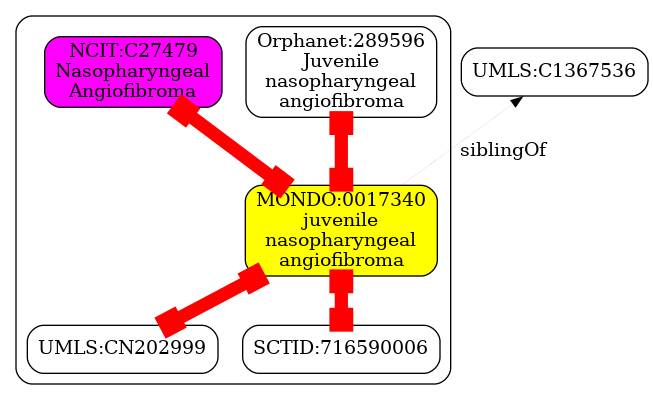 NCIT:C27479
Nasopharyngeal
Angiofibroma
Orphanet:289596
Juvenile
nasopharyngeal
angiofibroma
UMLS:C1367536
siblingOf
MONDO:0017340
juvenile
nasopharyngeal
angiofibroma
UMLS:CN202999
SCTID:716590006